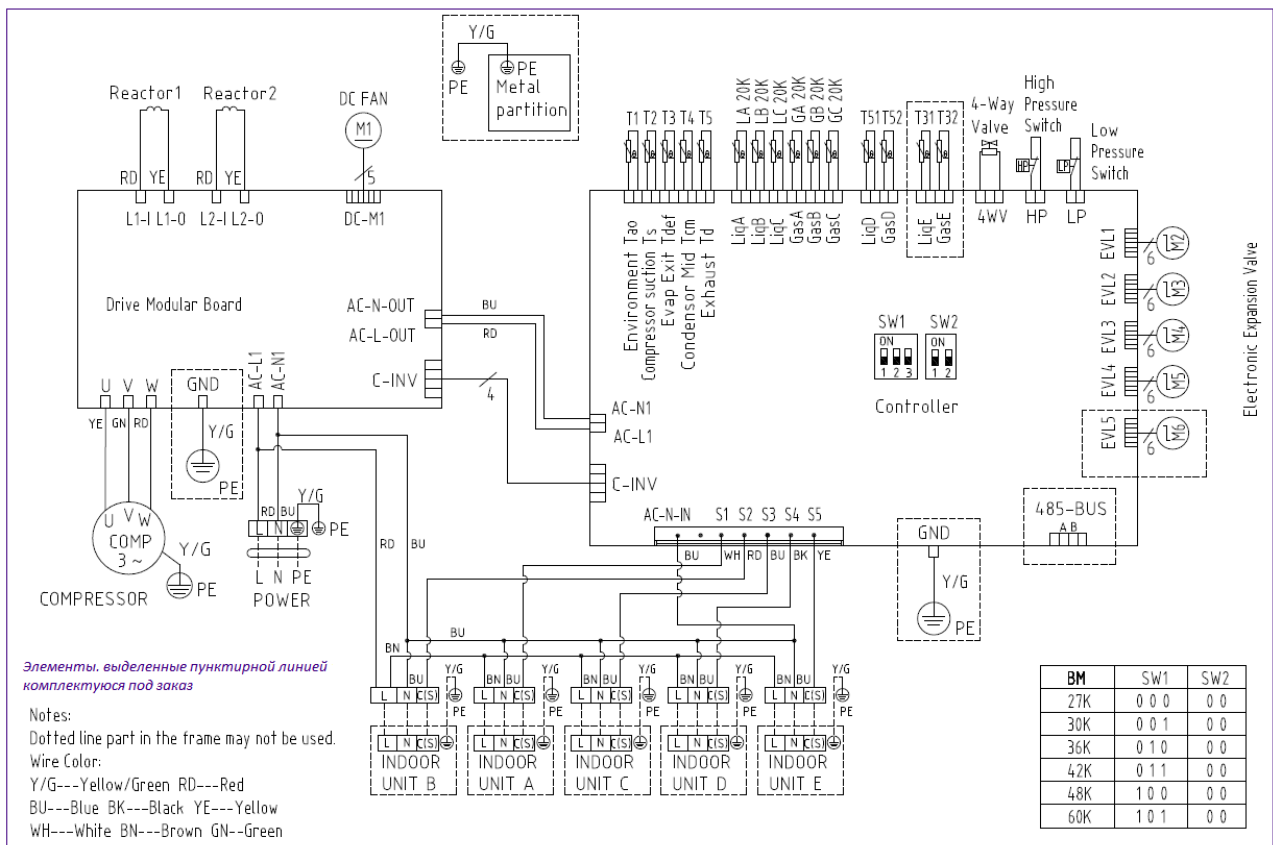 Y/G
PE
PE
Metal
partition
Reactor1
Reactor2
DC FAN
M1
5
RD
YE
RD
YE
L1-I
L1-O
L2-I
L2-O
DC-M1
Drive Modular Board
AC-N-OUT
AC-L-OUT
C-INV
BU
RD
4
U
V
W
GND
AC-L1
AC-N1
YE
GN
RD
Y/G
PE
U
V
W
COMP
3 ~
Y/G
PE
COMPRESSOR
RD
BU
Y/G
L
N
PE
L
N
PE
POWER
RD
BU
T1
T2
T3
T4
T5
LA 20K
LB 20K
LC 20K
GA 20K
GB 20K
GC 20K
T51
T52
T31
T32
4-Way
Valve
High
Pressure
Switch
HP
Low
Pressure
Switch
LP
Environment Tao
Compressor suction Ts
Evap Exit Tdef
Condensor Mid Tcm
Exhaust Td
LiqA
LiqB
LiqC
GasA
GasB
GasC
LiqD
GasD
LiqE
GasE
4WV
HP
LP
EVL1
6
M2
EVL2
6
M3
EVL3
6
M4
EVL4
6
M5
EVL5
6
M6
Electronic Expansion Valve
SW1
SW2
ON
ON
1 2 3
1 2
Controller
AC-N1
AC-L1
C-INV
AC-N-IN
S1
S2
S3
S4
S5
BU
WH
RD
BU
BK
YE
GND
Y/G
PE
485-BUS
A B
BU
BN
BU
Y/G
BN
BU
Y/G
BN
BU
Y/G
BN
BU
Y/G
BN
BU
Y/G
L N C(S)
PE
L N C(S)
PE
L N C(S)
PE
L N C(S)
PE
L N C(S)
PE
L N C(S)
L N C(S)
L N C(S)
L N C(S)
L N C(S)
INDOOR
UNIT B
INDOOR
UNIT A
INDOOR
UNIT C
INDOOR
UNIT D
INDOOR
UNIT E
Элементы. выделенные пунктирной линией
комплектуюся под заказ
Notes:
Dotted line part in the frame may not be used.
Wire Color:
Y/G---Yellow/Green RD---Red
BU---Blue BK---Black YE---Yellow
WH---White BN---Brown GN--Green
BM SW1 SW2
27K 0 0 0 0 0
30K 0 0 1 0 0
36K 0 1 0 0 0
42K 0 1 1 0 0
48K 1 0 0 0 0
60K 1 0 1 0 0